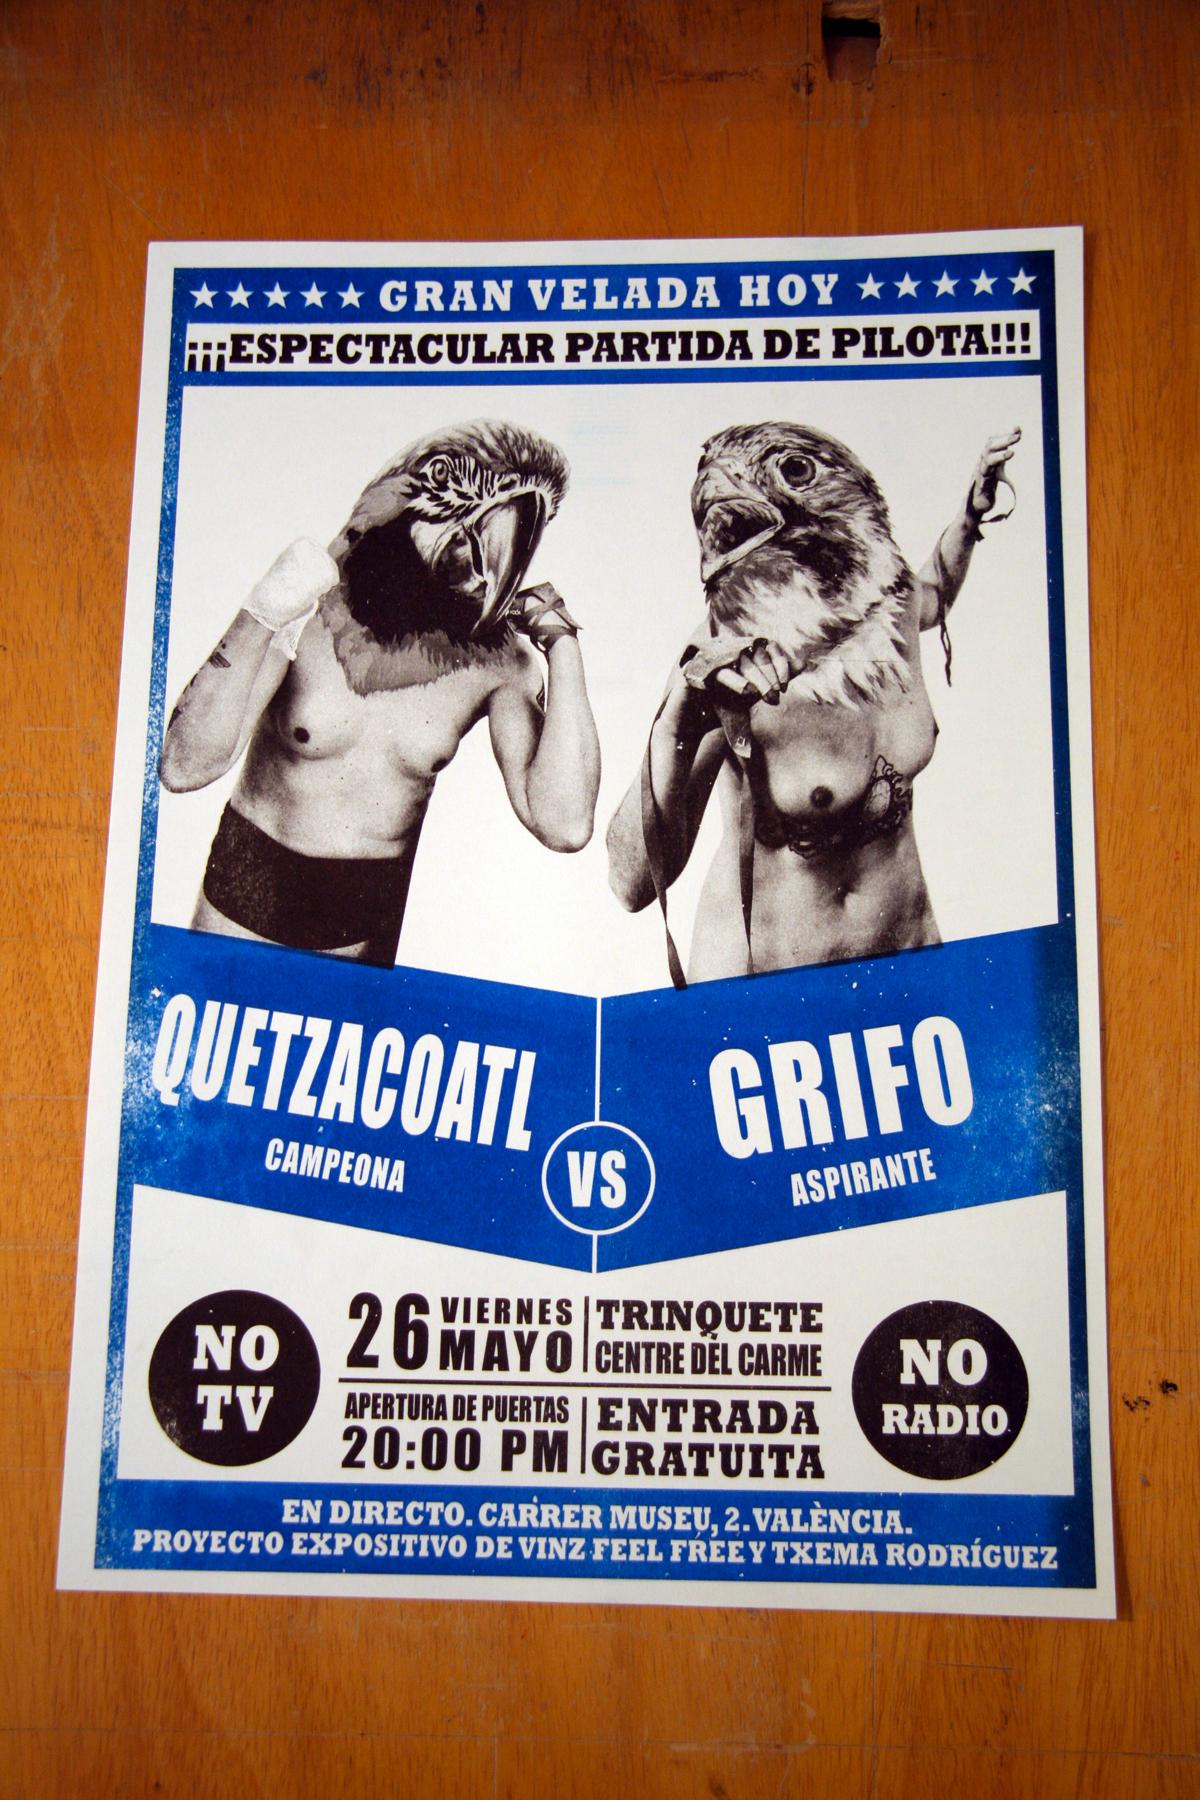 ★★★★★ GRAN VELADA HOY ★★★★★
¡¡¡ESPECTACULAR PARTIDA DE PILOTA!!!
QUETZACOATL
CAMPEONA
VS
GRIFO
ASPIRANTE
NO
TV
26 VIERNES
MAYO
TRINQUETE
CENTRE DEL CARME
APERTURA DE PUERTAS
20:00 PM
ENTRADA
GRATUITA
NO
RADIO
EN DIRECTO. CARRER MUSEU, 2. VALÈNCIA.
PROYECTO EXPOSITIVO DE VINZ FEEL FREE Y TXEMA RODRÍGUEZ